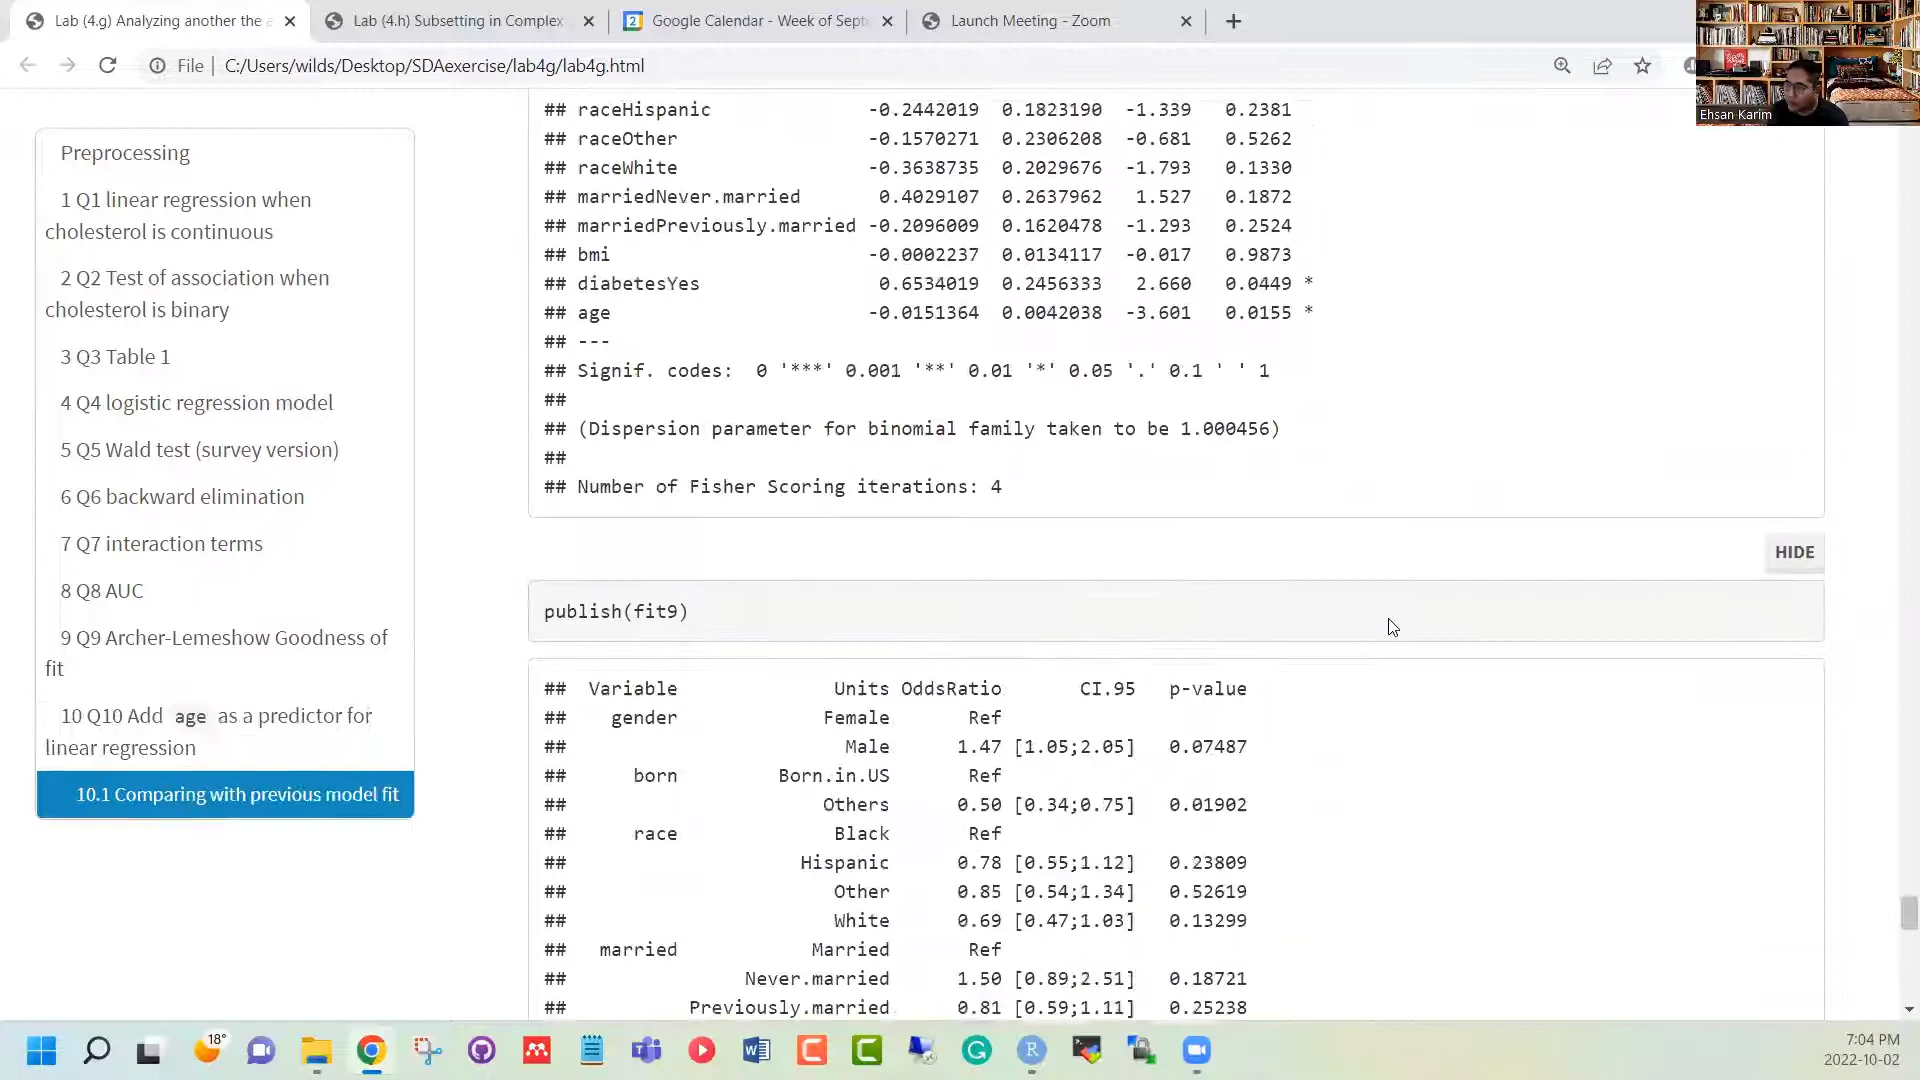 Lab (4.g) Analyzing another the a
Lab (4.h) Subsetting in Complex
Google Calendar - Week of Sept
Launch Meeting - Zoom
File
C:/Users/wilds/Desktop/SDAexercise/lab4g/lab4g.html
Ehsan Karim
Preprocessing
1 Q1 linear regression when
cholesterol is continuous
2 Q2 Test of association when
cholesterol is binary
3 Q3 Table 1
4 Q4 logistic regression model
5 Q5 Wald test (survey version)
6 Q6 backward elimination
7 Q7 interaction terms
8 Q8 AUC
9 Q9 Archer-Lemeshow Goodness of
fit
10 Q10 Add age as a predictor for
linear regression
10.1 Comparing with previous model fit
## raceHispanic -0.2442019 0.1823190 -1.339 0.2381
## raceOther -0.1570271 0.2306208 -0.681 0.5262
## raceWhite -0.3638735 0.2029676 -1.793 0.1330
## marriedNever.married 0.4029107 0.2637962 1.527 0.1872
## marriedPreviously.married -0.2096009 0.1620478 -1.293 0.2524
## bmi -0.0002237 0.0134117 -0.017 0.9873
## diabetesYes 0.6534019 0.2456333 2.660 0.0449 *
## age -0.0151364 0.0042038 -3.601 0.0155 *
## ---
## Signif. codes: 0 '***' 0.001 '**' 0.01 '*' 0.05 '.' 0.1 ' ' 1
##
## (Dispersion parameter for binomial family taken to be 1.000456)
##
## Number of Fisher Scoring iterations: 4
HIDE
publish(fit9)
## Variable Units OddsRatio CI.95 p-value
## gender Female Ref
## Male 1.47 [1.05;2.05] 0.07487
## born Born.in.US Ref
## Others 0.50 [0.34;0.75] 0.01902
## race Black Ref
## Hispanic 0.78 [0.55;1.12] 0.23809
## Other 0.85 [0.54;1.34] 0.52619
## White 0.69 [0.47;1.03] 0.13299
## married Married Ref
## Never.married 1.50 [0.89;2.51] 0.18721
## Previously.married 0.81 [0.59;1.11] 0.25238
18°
7:04 PM
2022-10-02